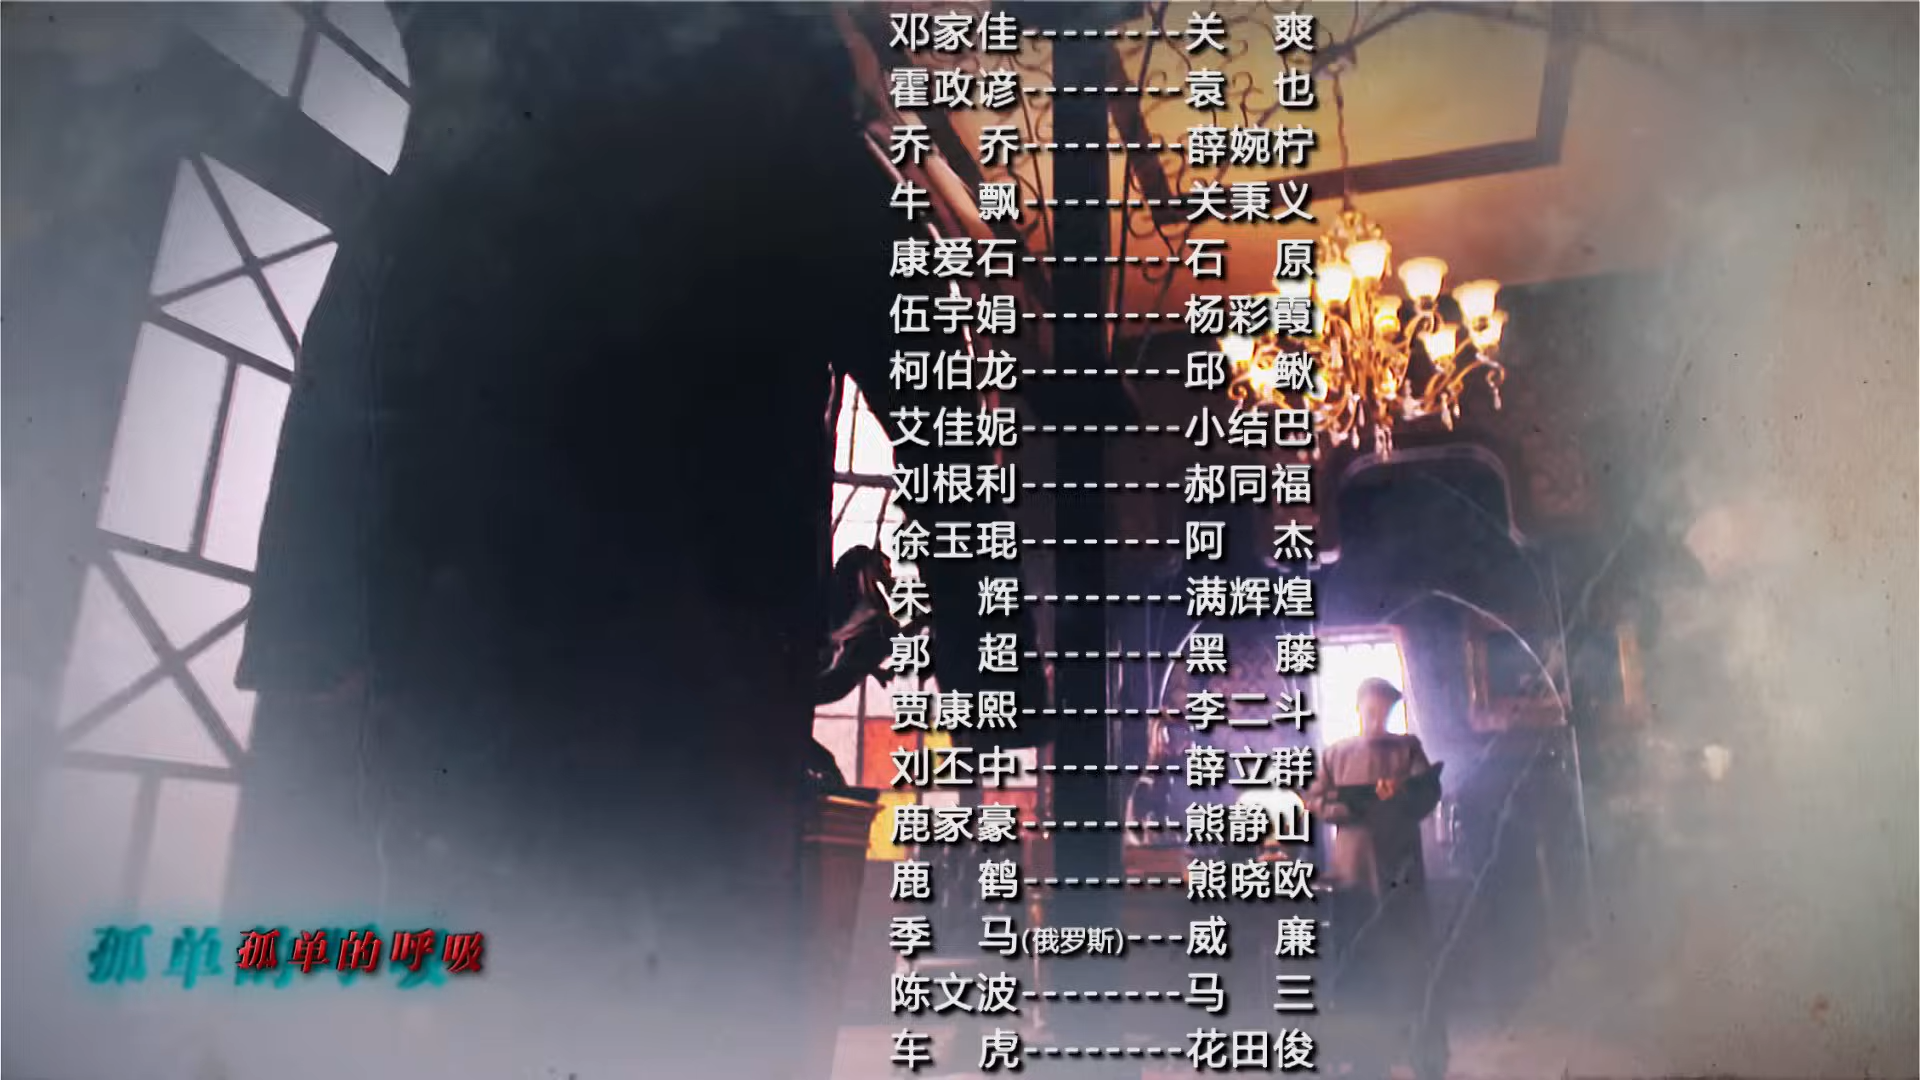 邓家佳--------关　爽
霍政谚--------袁　也
乔　乔--------薛婉柠
牛　飘--------关秉义
康爱石--------石　原
伍宇娟--------杨彩霞
柯伯龙--------邱　鳅
艾佳妮--------小结巴
刘根利--------郝同福
徐玉琨--------阿　杰
朱　辉--------满辉煌
郭　超--------黑　藤
贾康熙--------李二斗
刘丕中--------薛立群
鹿家豪--------熊静山
鹿　鹤--------熊晓欧
季　马(俄罗斯)---威　廉
陈文波--------马　三
车　虎--------花田俊
孤单的呼吸